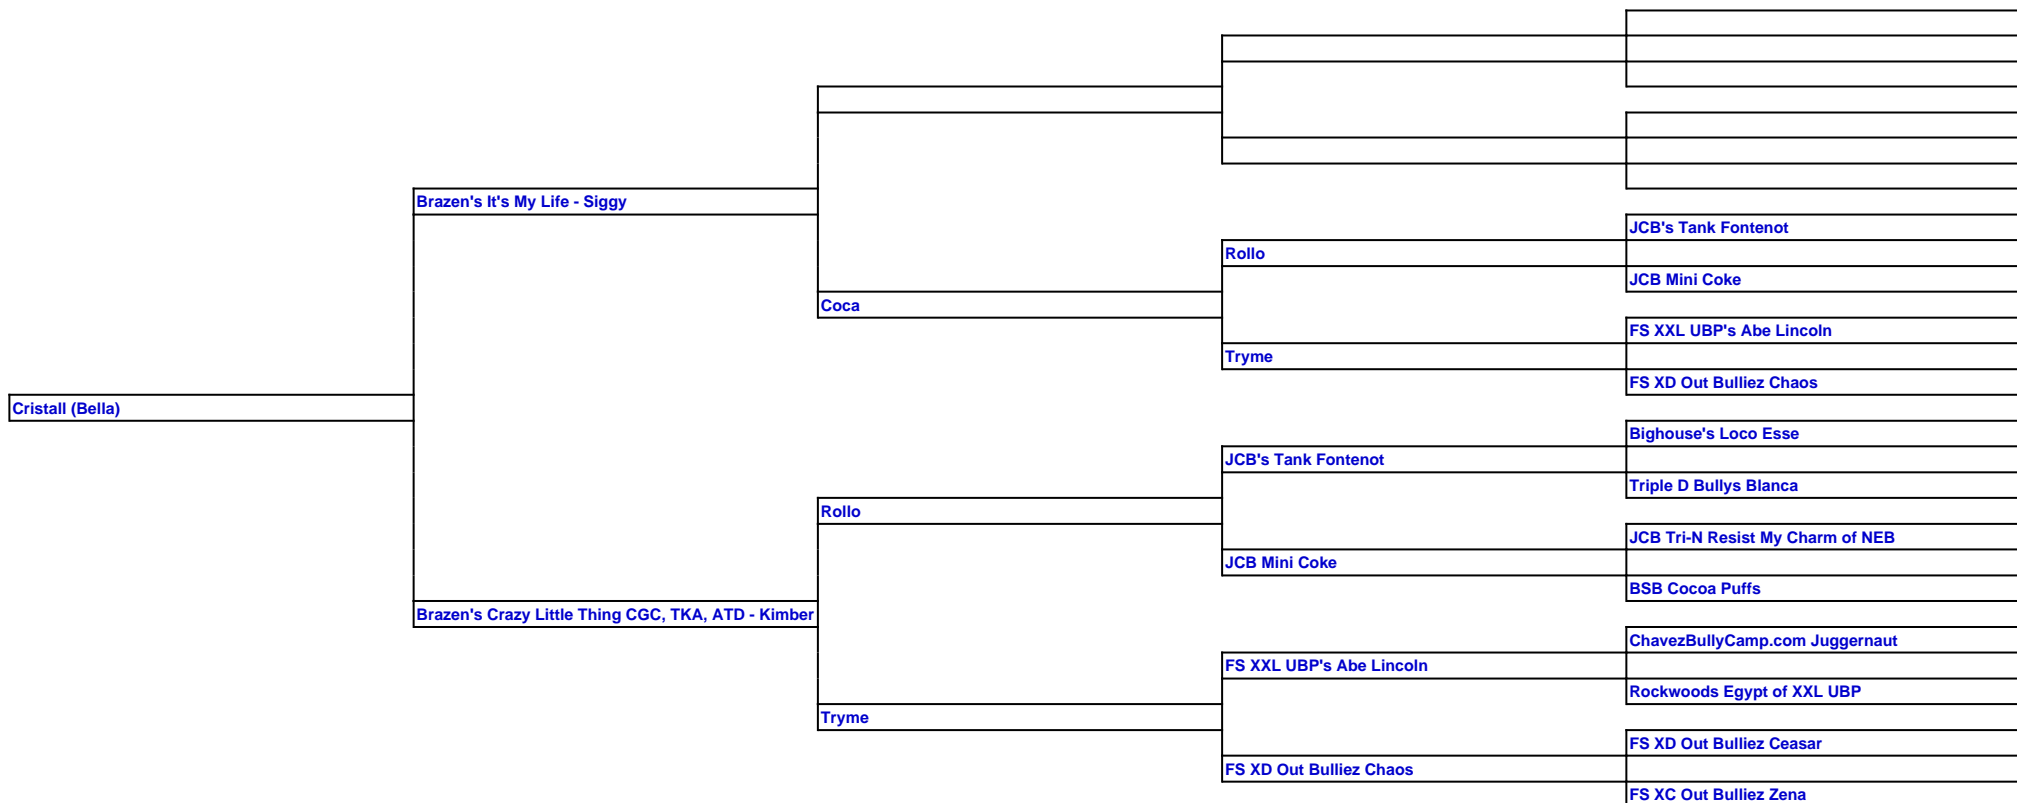 Brazen's It's My Life - Siggy
JCB's Tank Fontenot
Rollo
JCB Mini Coke
Coca
FS XXL UBP's Abe Lincoln
Tryme
FS XD Out Bulliez Chaos
Cristall (Bella)
Bighouse's Loco Esse
JCB's Tank Fontenot
Triple D Bullys Blanca
Rollo
JCB Tri-N Resist My Charm of NEB
JCB Mini Coke
BSB Cocoa Puffs
Brazen's Crazy Little Thing CGC, TKA, ATD - Kimber
ChavezBullyCamp.com Juggernaut
FS XXL UBP's Abe Lincoln
Rockwoods Egypt of XXL UBP
Tryme
FS XD Out Bulliez Ceasar
FS XD Out Bulliez Chaos
FS XC Out Bulliez Zena